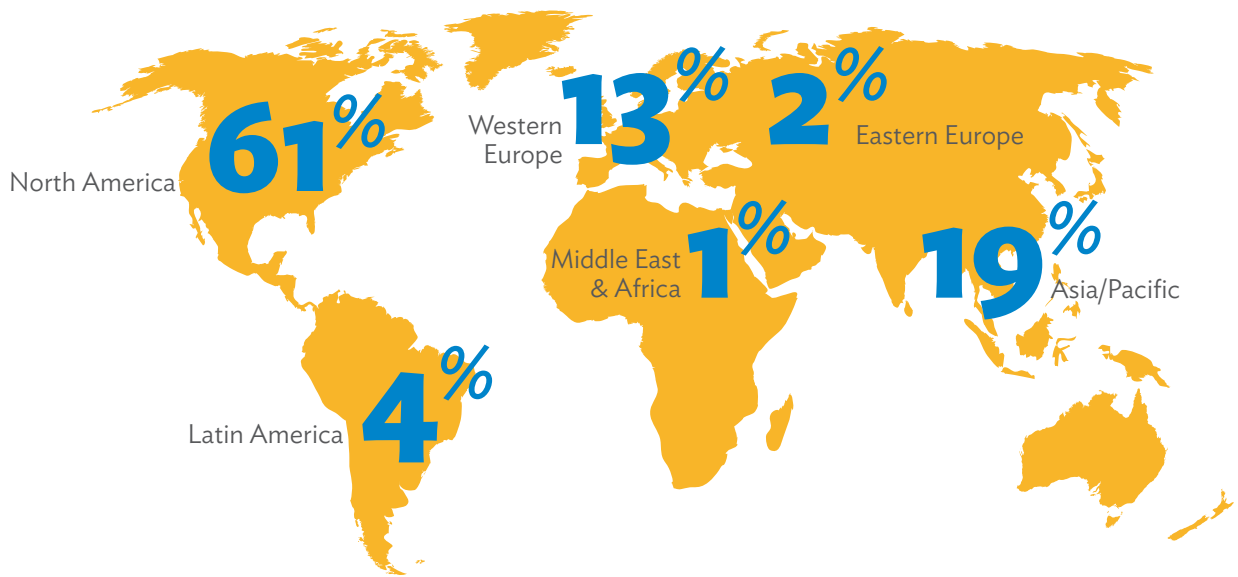 61%
North America
13%
Western
Europe
2%
Eastern Europe
1%
Middle East
& Africa
19%
Asia/Pacific
4%
Latin America